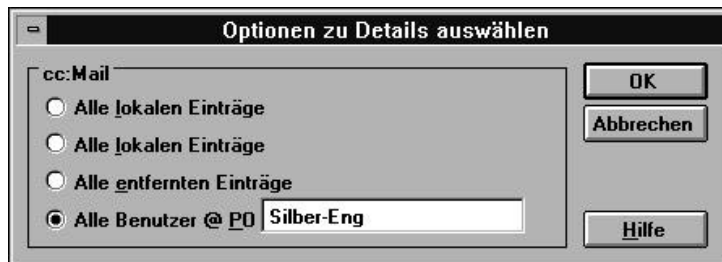 Optionen zu Details auswählen
cc:Mail
Alle lokalen Einträge
Alle lokalen Einträge
Alle entfernten Einträge
Alle Benutzer @ PO Silber-Eng
OK
Abbrechen
Hilfe